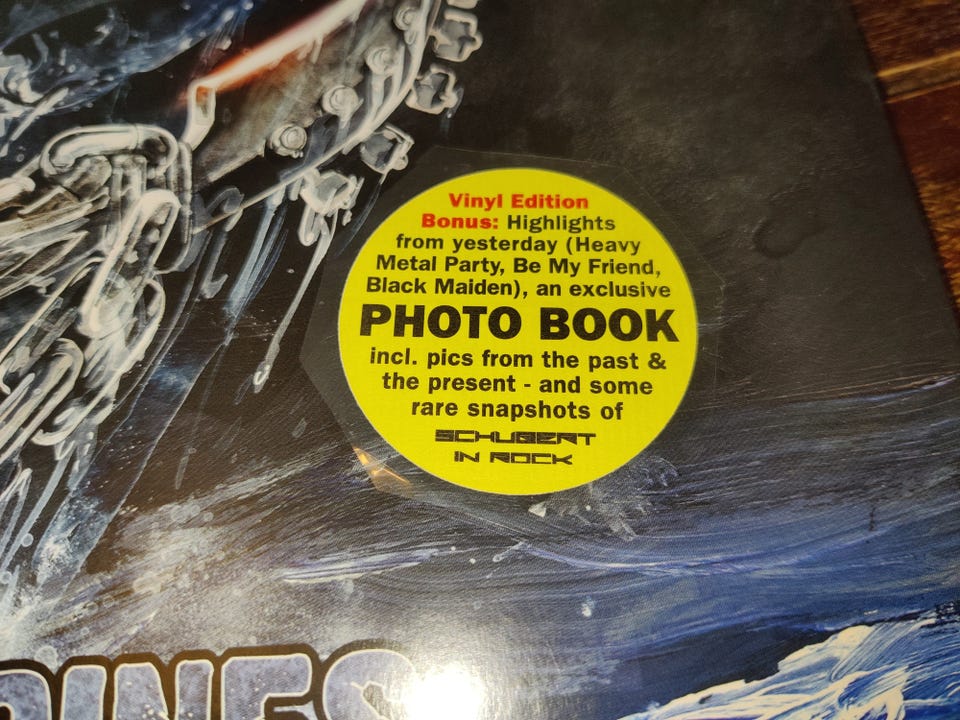 Vinyl Edition
Bonus: Highlights
from yesterday (Heavy
Metal Party, Be My Friend,
Black Maiden), an exclusive
PHOTO BOOK
incl. pics from the past &
the present - and some
rare snapshots of
SCHUBERT
IN ROCK